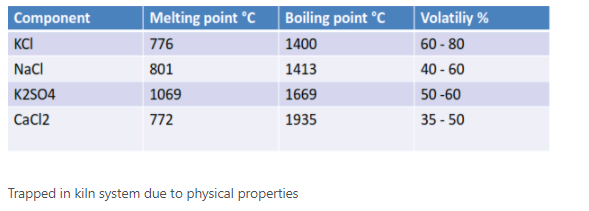 Component Melting point °C Boiling point °C Volatiliy %
KCl 776 1400 60 - 80
NaCl 801 1413 40 - 60
K2SO4 1069 1669 50 -60
CaCl2 772 1935 35 - 50
Trapped in kiln system due to physical properties